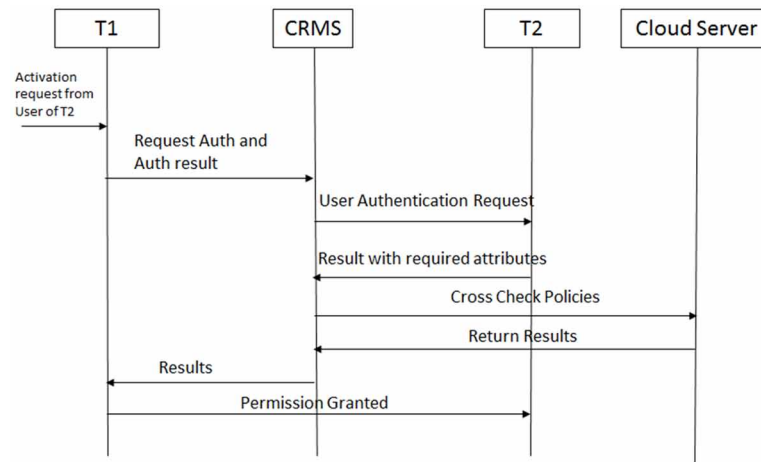 T1
CRMS
T2
Cloud Server
Activation
request from
User of T2
Request Auth and
Auth result
User Authentication Request
Result with required attributes
Cross Check Policies
Return Results
Results
Permission Granted